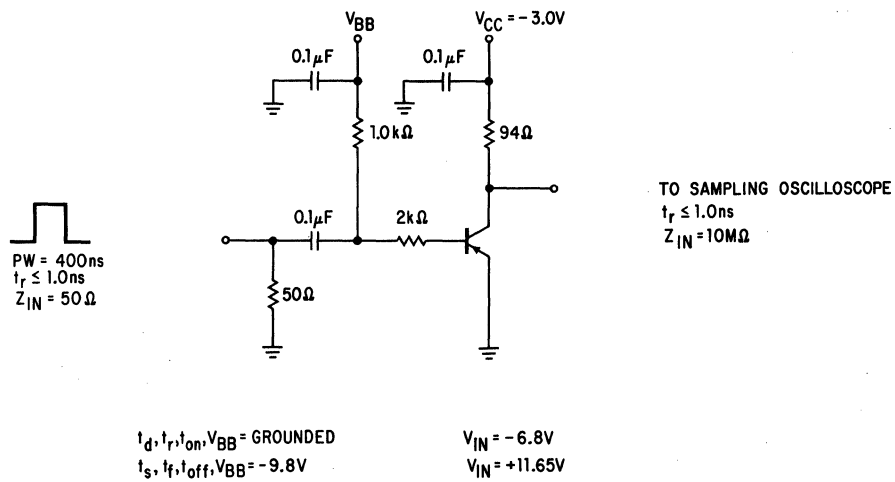 V_BB
V_CC = -3.0V
0.1μF
0.1μF
1.0kΩ
94Ω
0.1μF
2kΩ
50Ω
PW = 400ns
t_r ≤ 1.0ns
Z_IN = 50Ω
TO SAMPLING OSCILLOSCOPE
t_r ≤ 1.0ns
Z_IN = 10MΩ
t_d, t_r, t_on, V_BB = GROUNDED
V_IN = -6.8V
t_s, t_f, t_off, V_BB = -9.8V
V_IN = +11.65V